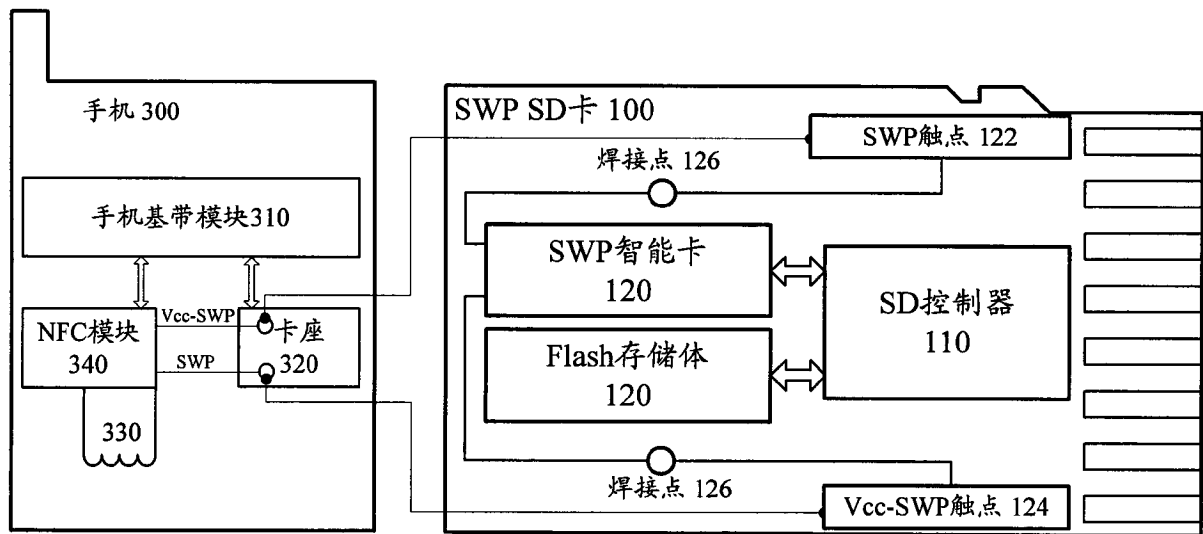 手机 300
手机基带模块310
NFC模块
340
Vcc-SWP
SWP
卡座
320
330
SWP SD卡 100
SWP触点 122
焊接点 126
SWP智能卡
120
SD控制器
110
Flash存储体
120
焊接点 126
Vcc-SWP触点 124